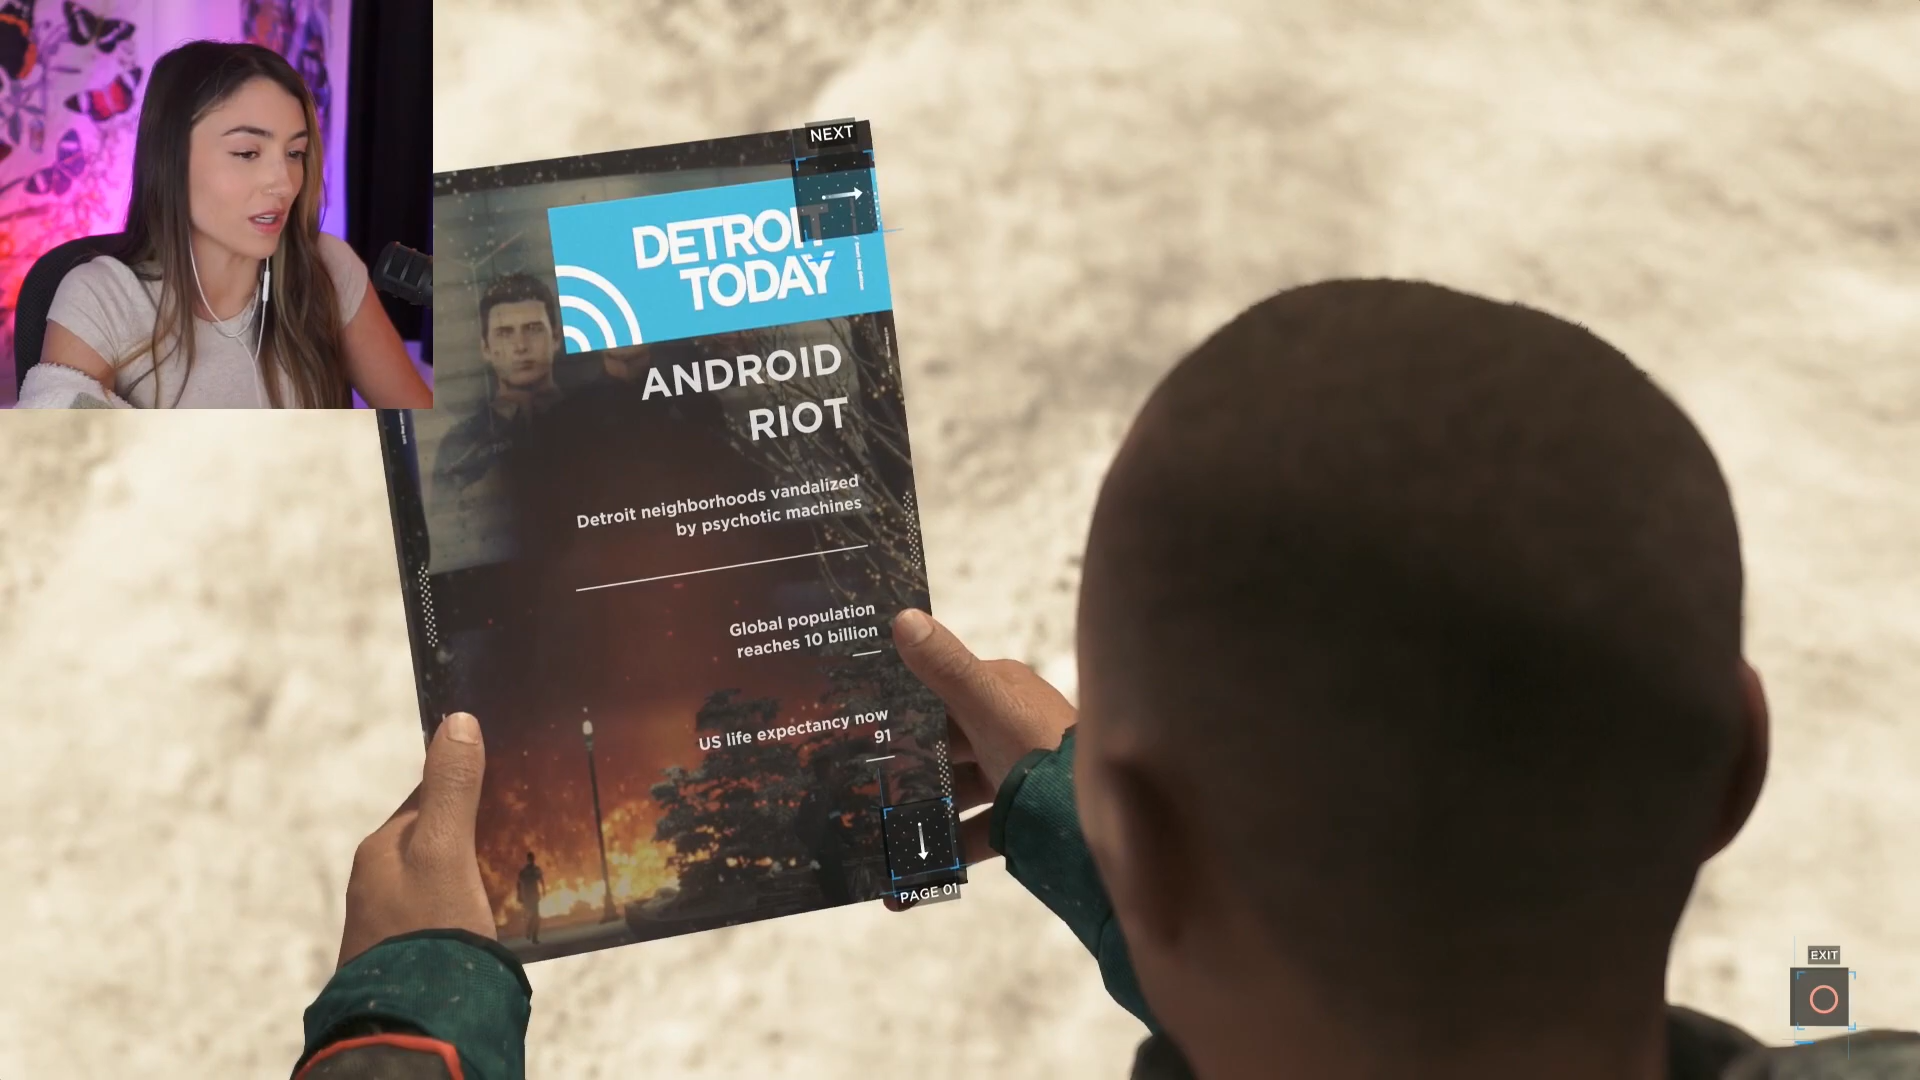 NEXT
DETROIT
TODAY
ANDROID
RIOT
Detroit neighborhoods vandalized
by psychotic machines
Global population
reaches 10 billion
US life expectancy now
91
PAGE 01
EXIT